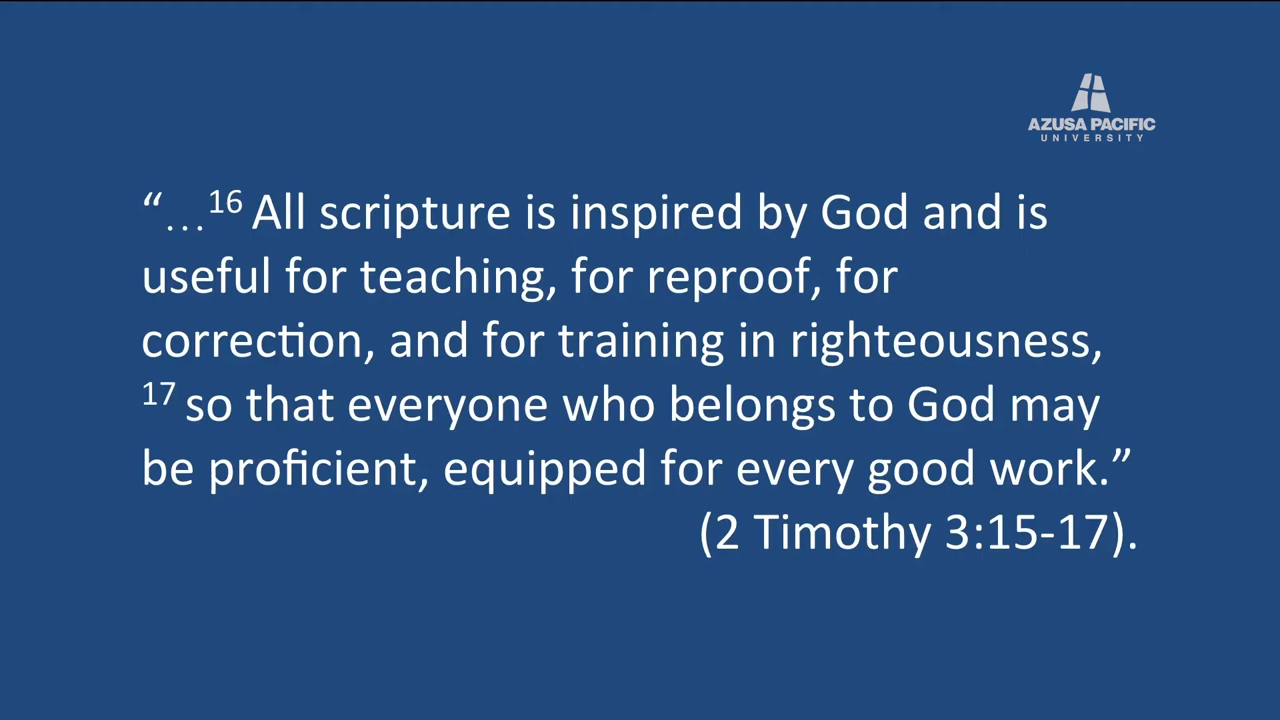 AZUSA PACIFIC
UNIVERSITY
“…16 All scripture is inspired by God and is
useful for teaching, for reproof, for
correction, and for training in righteousness,
17 so that everyone who belongs to God may
be proficient, equipped for every good work.”
(2 Timothy 3:15-17).